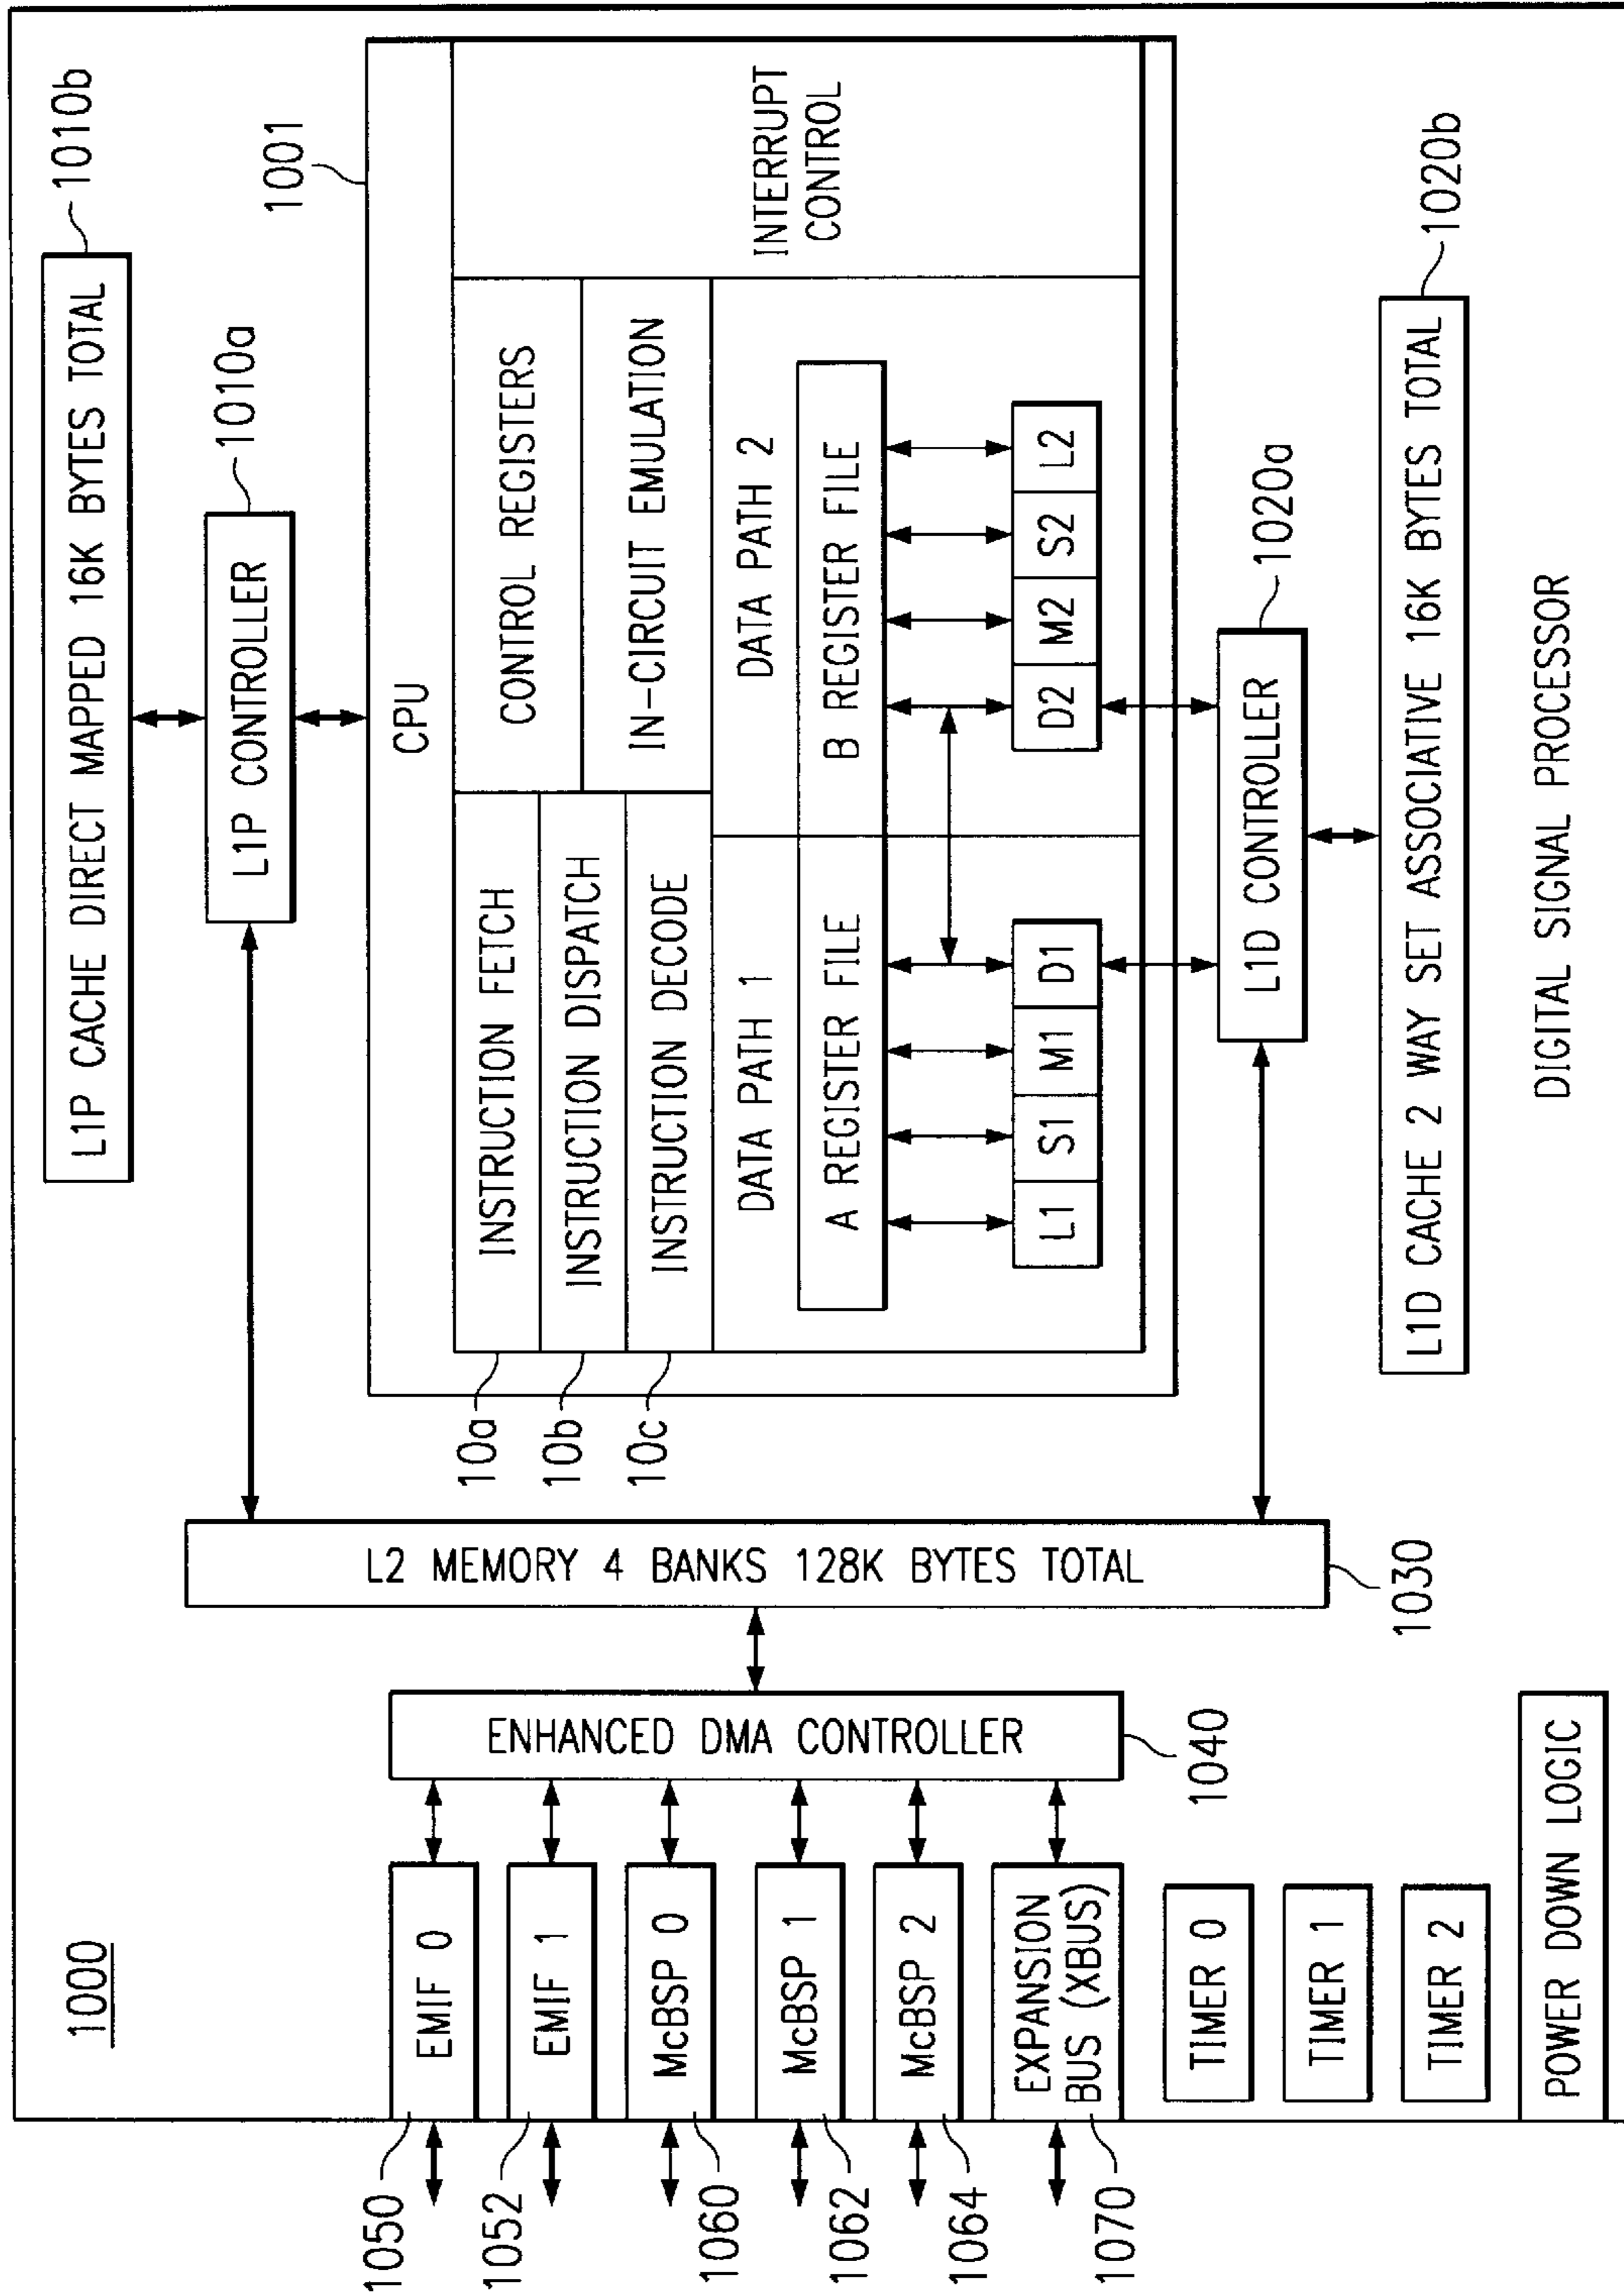 1000
L1P CACHE DIRECT MAPPED 16K BYTES TOTAL
1010b
L1P CONTROLLER
1010a
1001
CPU
INSTRUCTION FETCH
INSTRUCTION DISPATCH
INSTRUCTION DECODE
10a
10b
10c
CONTROL REGISTERS
IN-CIRCUIT EMULATION
INTERRUPT
CONTROL
DATA PATH 1
DATA PATH 2
A REGISTER FILE
B REGISTER FILE
L1 S1 M1 D1
D2 M2 S2 L2
L1D CONTROLLER
1020a
L1D CACHE 2 WAY SET ASSOCIATIVE 16K BYTES TOTAL
1020b
L2 MEMORY 4 BANKS 128K BYTES TOTAL
1030
ENHANCED DMA CONTROLLER
1040
EMIF 0
1050
EMIF 1
1052
McBSP 0
1060
McBSP 1
1062
McBSP 2
1064
EXPANSION
BUS (XBUS)
1070
TIMER 0
TIMER 1
TIMER 2
POWER DOWN LOGIC
DIGITAL SIGNAL PROCESSOR